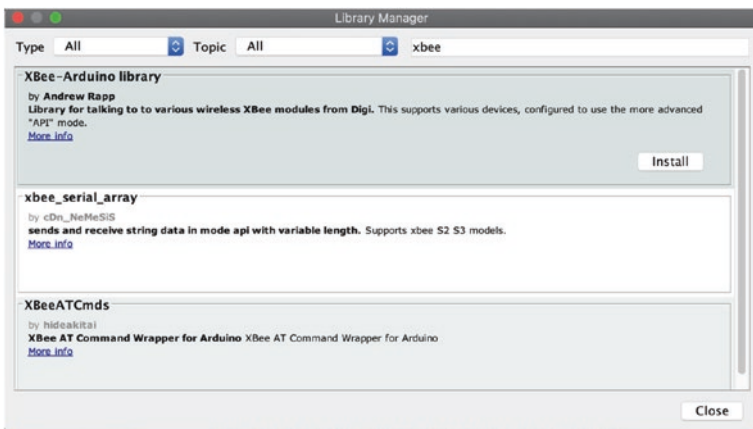 Library Manager
Type All Topic All xbee
XBee-Arduino library
by Andrew Rapp
Library for talking to to various wireless XBee modules from Digi. This supports various devices, configured to use the more advanced
"API" mode.
More info
Install
xbee_serial_array
by cDn_NeMeSiS
sends and receive string data in mode api with variable length. Supports xbee S2 S3 models.
More info
XBeeATCmds
by hideakitai
XBee AT Command Wrapper for Arduino XBee AT Command Wrapper for Arduino
More info
Close